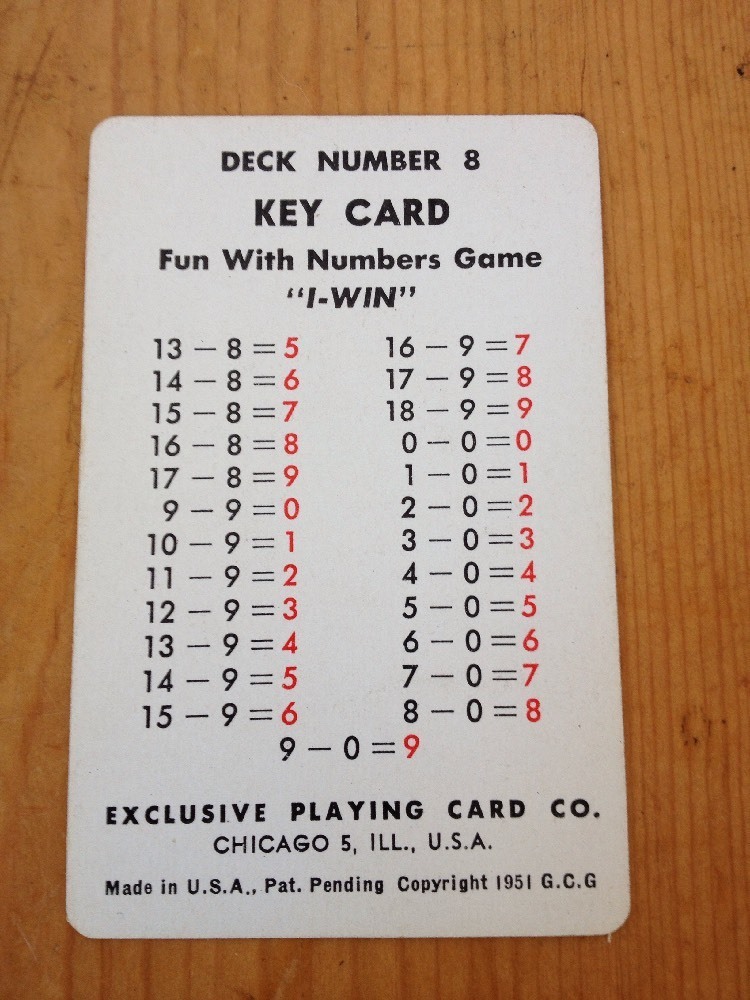 DECK NUMBER 8
KEY CARD
Fun With Numbers Game
"I-WIN"
13 – 8 = 5
14 – 8 = 6
15 – 8 = 7
16 – 8 = 8
17 – 8 = 9
9 – 9 = 0
10 – 9 = 1
11 – 9 = 2
12 – 9 = 3
13 – 9 = 4
14 – 9 = 5
15 – 9 = 6
16 – 9 = 7
17 – 9 = 8
18 – 9 = 9
0 – 0 = 0
1 – 0 = 1
2 – 0 = 2
3 – 0 = 3
4 – 0 = 4
5 – 0 = 5
6 – 0 = 6
7 – 0 = 7
8 – 0 = 8
9 – 0 = 9
EXCLUSIVE PLAYING CARD CO.
CHICAGO 5, ILL., U.S.A.
Made in U.S.A., Pat. Pending Copyright 1951 G.C.G